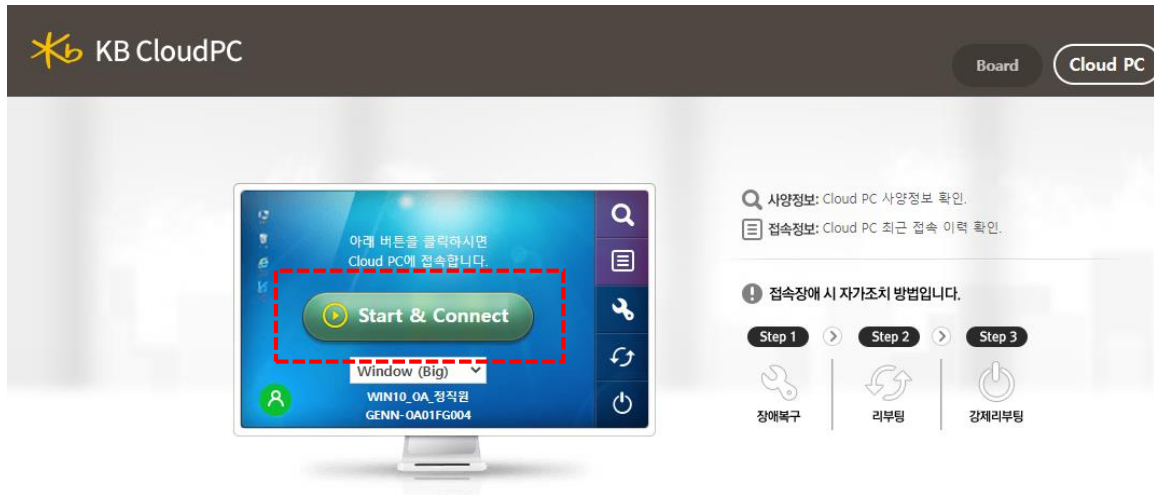 Kb KB CloudPC
Board
Cloud PC
아래 버튼을 클릭하시면
Cloud PC에 접속합니다.
Start & Connect
Window (Big)
WIN10_OA_정직원
GENN-OA01FG004
사양정보: Cloud PC 사양정보 확인.
접속정보: Cloud PC 최근 접속 이력 확인.
접속장애 시 자가조치 방법입니다.
Step 1 > Step 2 > Step 3
장애복구 리부팅 강제리부팅